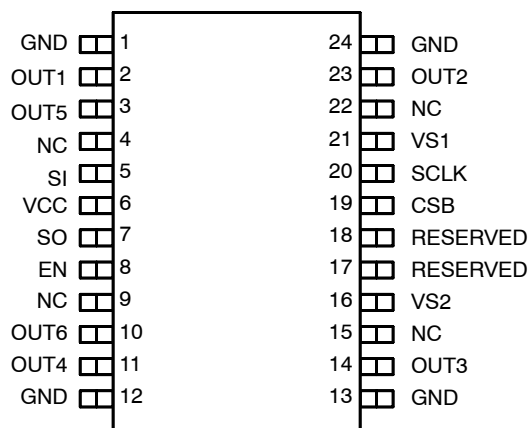 GND 1 24 GND
OUT1 2 23 OUT2
OUT5 3 22 NC
NC 4 21 VS1
SI 5 20 SCLK
VCC 6 19 CSB
SO 7 18 RESERVED
EN 8 17 RESERVED
NC 9 16 VS2
OUT6 10 15 NC
OUT4 11 14 OUT3
GND 12 13 GND